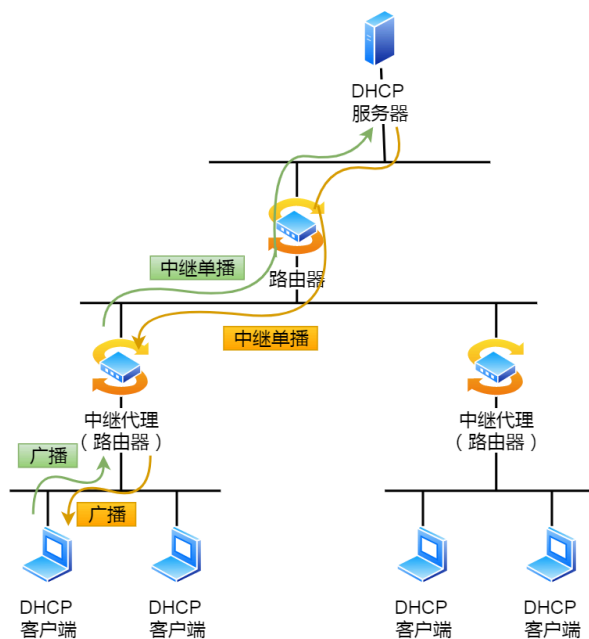 DHCP
服务器
中继单播
路由器
中继单播
中继代理
（路由器）
中继代理
（路由器）
广播
广播
DHCP
客户端
DHCP
客户端
DHCP
客户端
DHCP
客户端